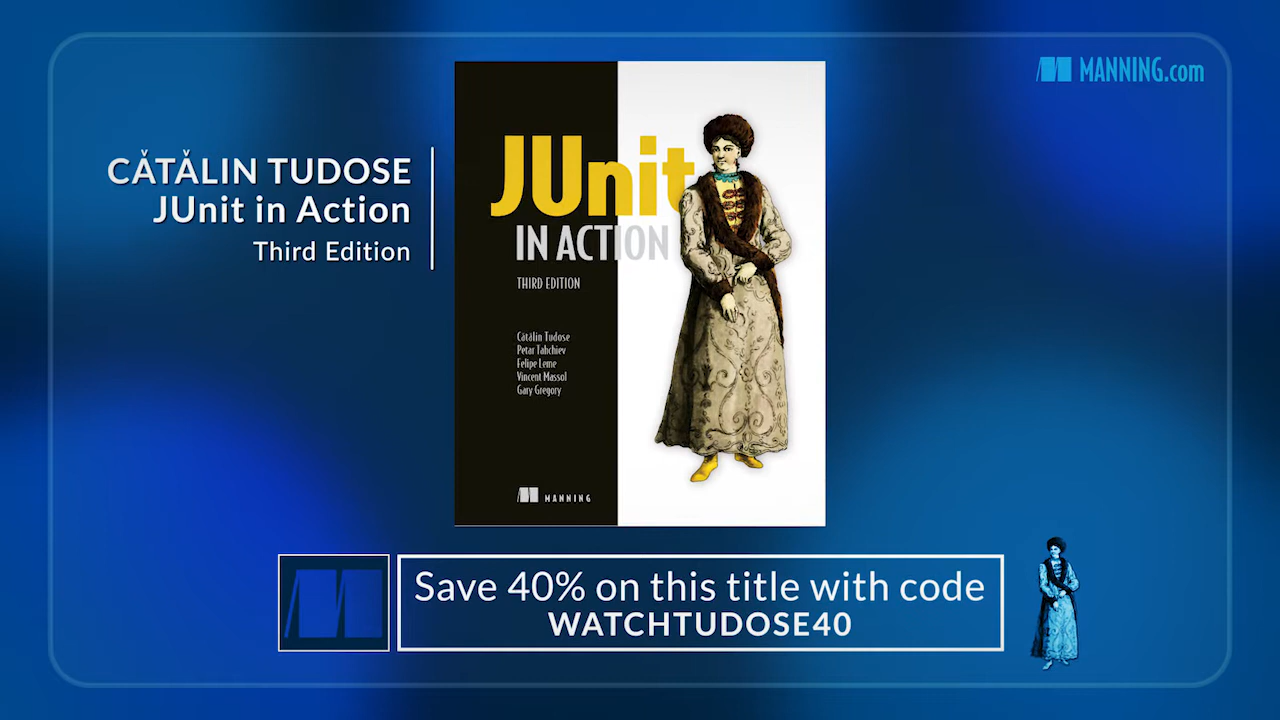 MANNING.com
CǍTǍLIN TUDOSE
JUnit in Action
Third Edition
JUnit
IN ACTION
THIRD EDITION
Cătălin Tudose
Petar Tahchiev
Felipe Leme
Vincent Massol
Gary Gregory
MANNING
Save 40% on this title with code
WATCHTUDOSE40